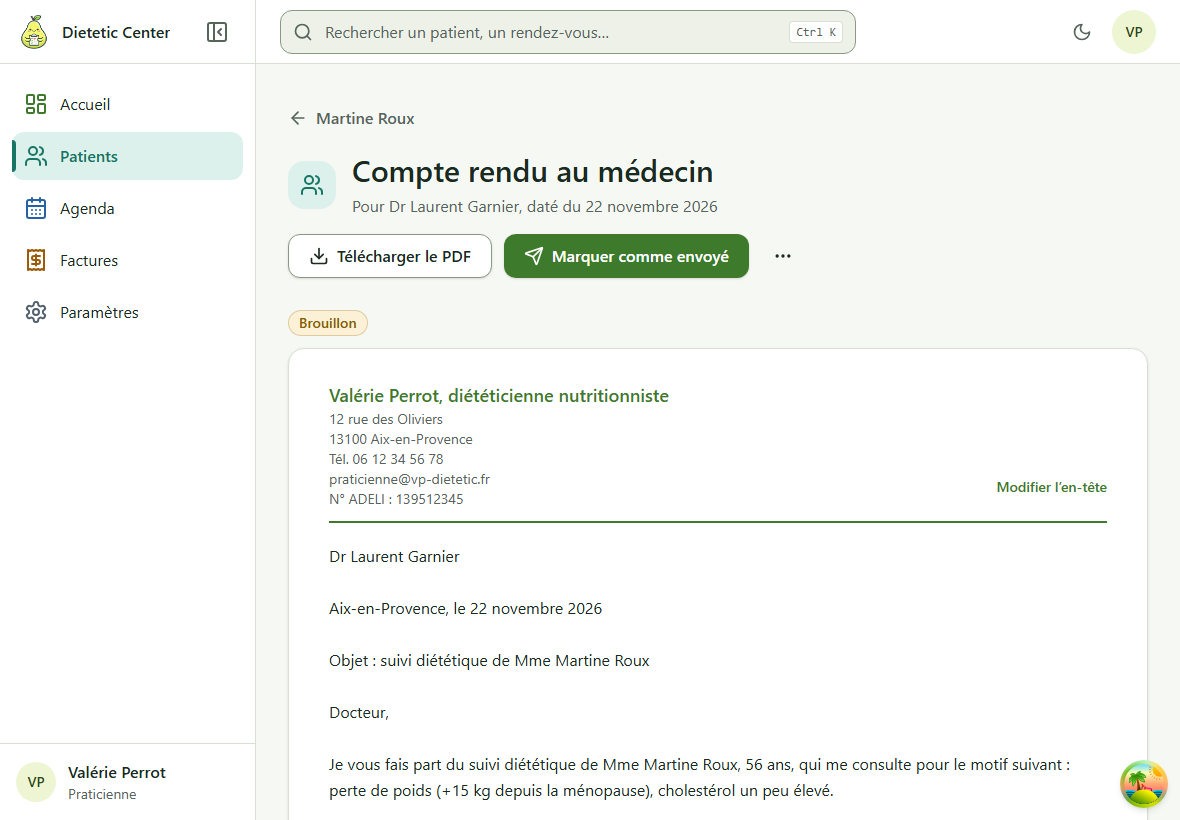 Dietetic Center
Rechercher un patient, un rendez-vous...
Ctrl K
VP
Accueil
Patients
Agenda
Factures
Paramètres
Martine Roux
Compte rendu au médecin
Pour Dr Laurent Garnier, daté du 22 novembre 2026
Télécharger le PDF
Marquer comme envoyé
Brouillon
Valérie Perrot, diététicienne nutritionniste
12 rue des Oliviers
13100 Aix-en-Provence
Tél. 06 12 34 56 78
praticienne@vp-dietetic.fr
N° ADELI : 139512345
Modifier l'en-tête
Dr Laurent Garnier
Aix-en-Provence, le 22 novembre 2026
Objet : suivi diététique de Mme Martine Roux
Docteur,
Je vous fais part du suivi diététique de Mme Martine Roux, 56 ans, qui me consulte pour le motif suivant :
perte de poids (+15 kg depuis la ménopause), cholestérol un peu élevé.
VP
Valérie Perrot
Praticienne